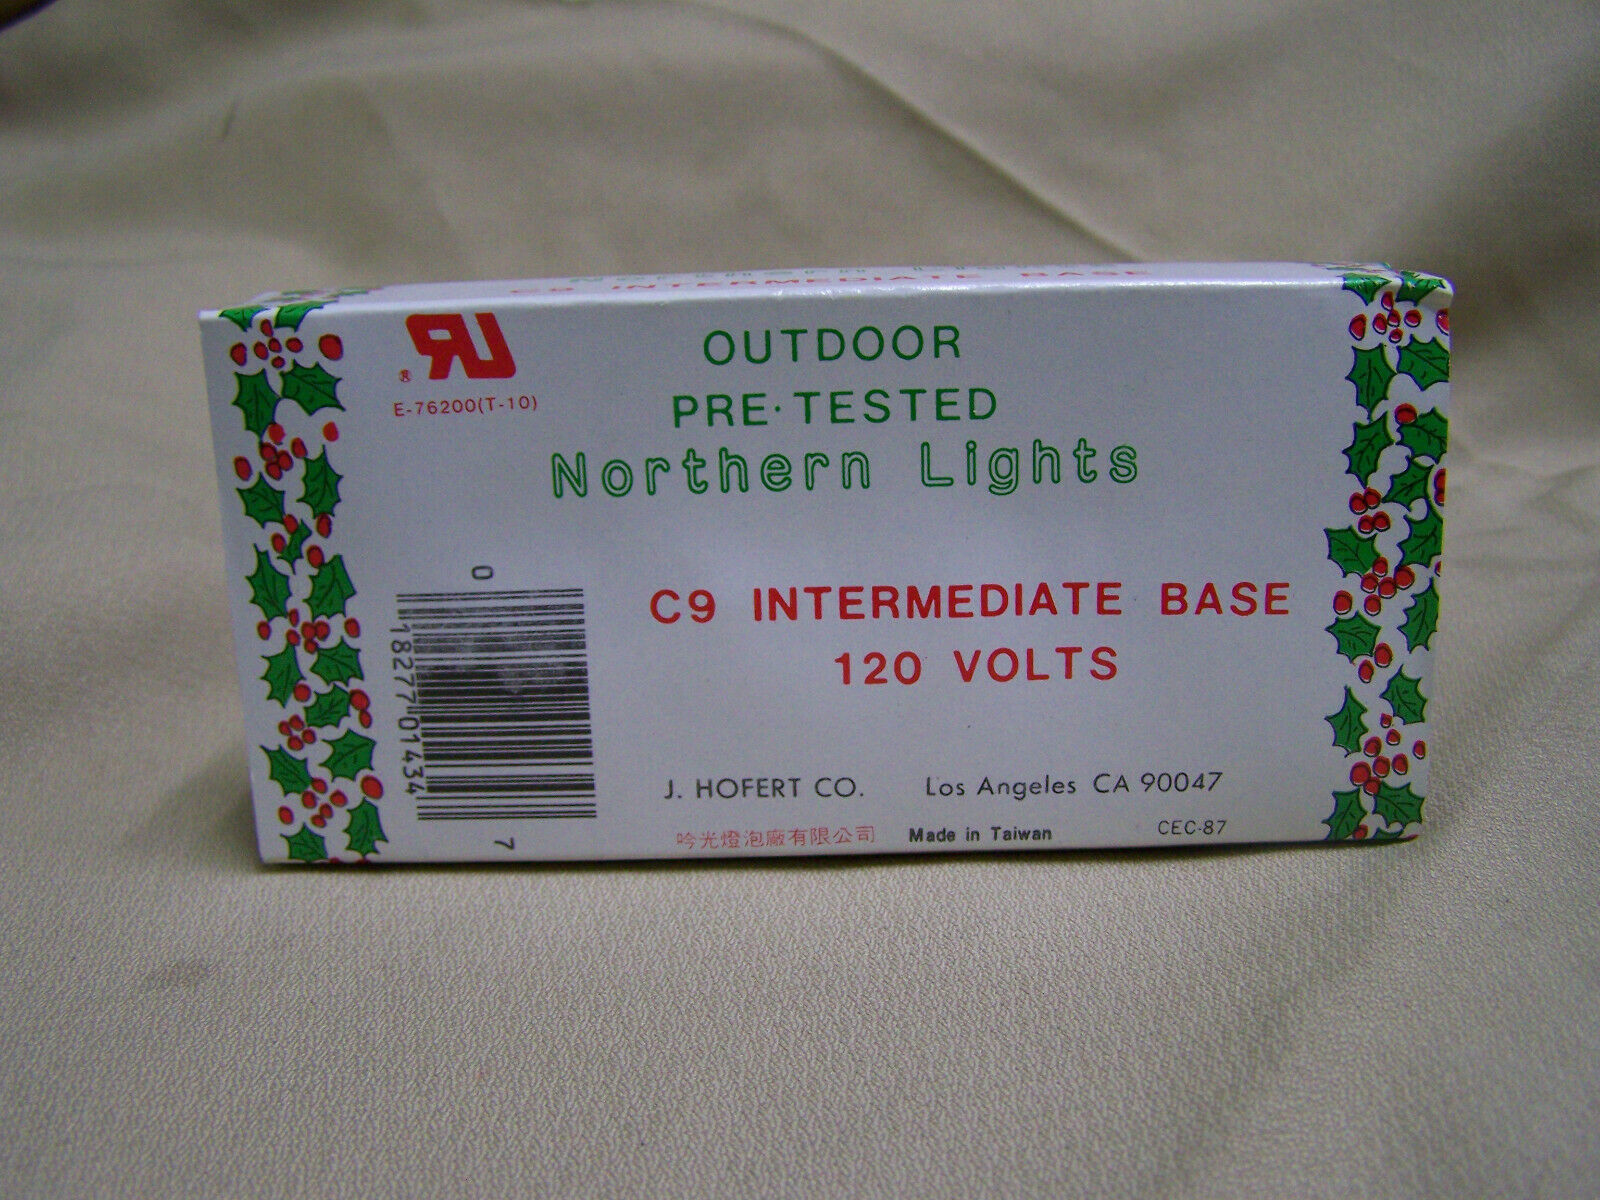 C9 INTERMEDIATE BASE
OUTDOOR
PRE·TESTED
Northern Lights
®
E-76200(T-10)
C9 INTERMEDIATE BASE
120 VOLTS
0 18277 01434 7
J. HOFERT CO. Los Angeles CA 90047
吟光燈泡廠有限公司 Made in Taiwan CEC-87